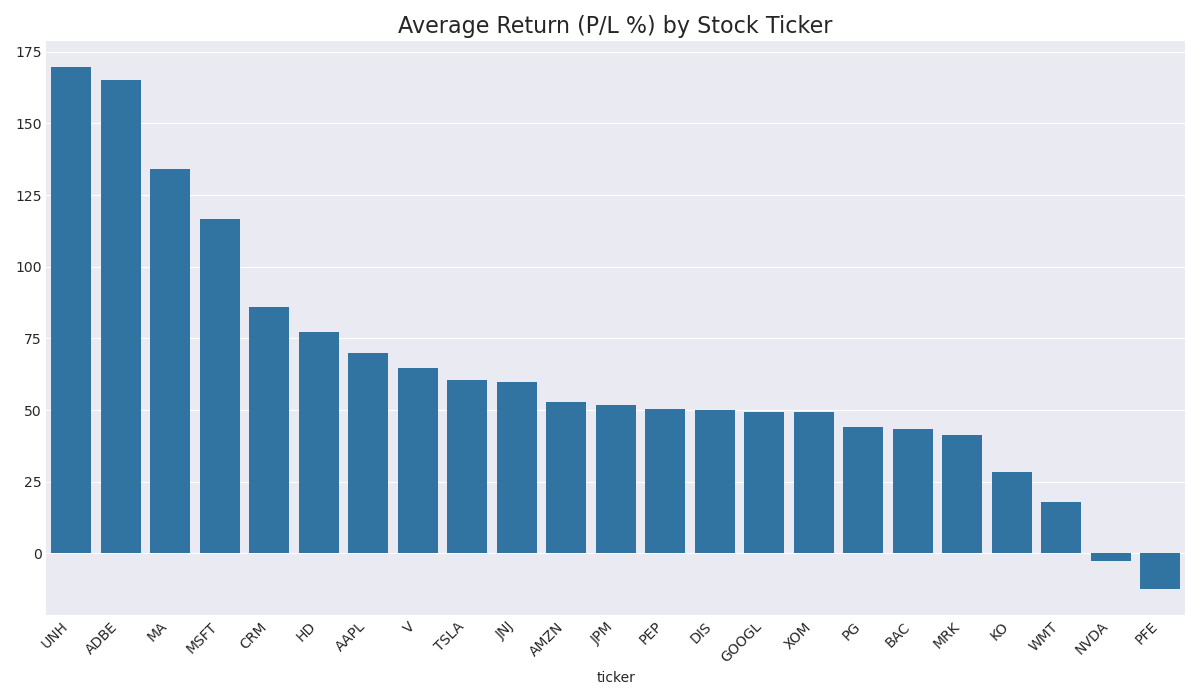 Average Return (P/L %) by Stock Ticker
175
150
125
100
75
50
25
0
UNH
ADBE
MA
MSFT
CRM
HD
AAPL
V
TSLA
JNJ
AMZN
JPM
PEP
DIS
GOOGL
XOM
PG
BAC
MRK
KO
WMT
NVDA
PFE
ticker